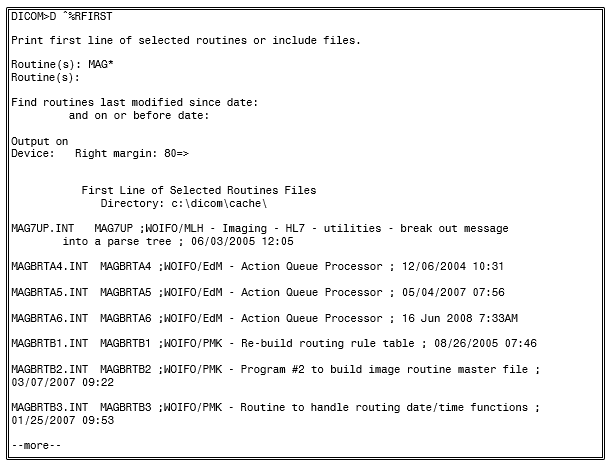 DICOM>D ^%RFIRST
Print first line of selected routines or include files.
Routine(s): MAG*
Routine(s):
Find routines last modified since date:
and on or before date:
Output on
Device:   Right margin: 80=>
First Line of Selected Routines Files
Directory: c:\dicom\cache\
MAG7UP.INT   MAG7UP ;WOIFO/MLH - Imaging - HL7 - utilities - break out message
into a parse tree ; 06/03/2005 12:05
MAGBRTA4.INT  MAGBRTA4 ;WOIFO/EdM - Action Queue Processor ; 12/06/2004 10:31
MAGBRTA5.INT  MAGBRTA5 ;WOIFO/EdM - Action Queue Processor ; 05/04/2007 07:56
MAGBRTA6.INT  MAGBRTA6 ;WOIFO/EdM - Action Queue Processor ; 16 Jun 2008 7:33AM
MAGBRTB1.INT  MAGBRTB1 ;WOIFO/PMK - Re-build routing rule table ; 08/26/2005 07:46
MAGBRTB2.INT  MAGBRTB2 ;WOIFO/PMK - Program #2 to build image routine master file ;
03/07/2007 09:22
MAGBRTB3.INT  MAGBRTB3 ;WOIFO/PMK - Routine to handle routing date/time functions ;
01/25/2007 09:53
--more--